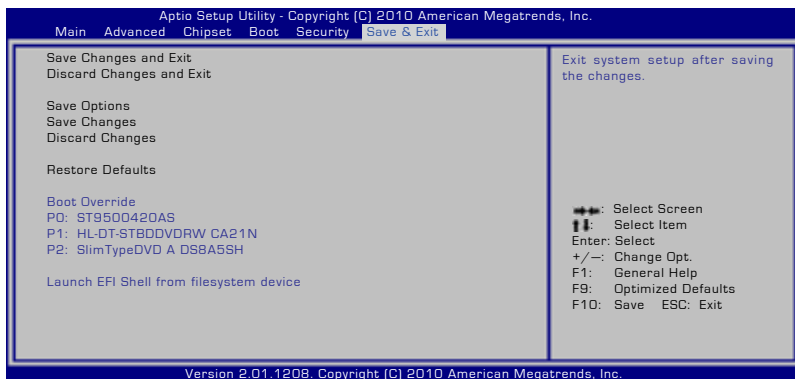 Aptio Setup Utility - Copyright (C) 2010 American Megatrends, Inc.
Main Advanced Chipset Boot Security Save & Exit
Save Changes and Exit
Discard Changes and Exit
Save Options
Save Changes
Discard Changes
Restore Defaults
Boot Override
P0: ST9500420AS
P1: HL-DT-STBDDVDRW CA21N
P2: SlimTypeDVD A DS8A5SH
Launch EFI Shell from filesystem device
Exit system setup after saving
the changes.
: Select Screen
: Select Item
Enter: Select
+/–: Change Opt.
F1: General Help
F9: Optimized Defaults
F10: Save ESC: Exit
Version 2.01.1208. Copyright (C) 2010 American Megatrends, Inc.